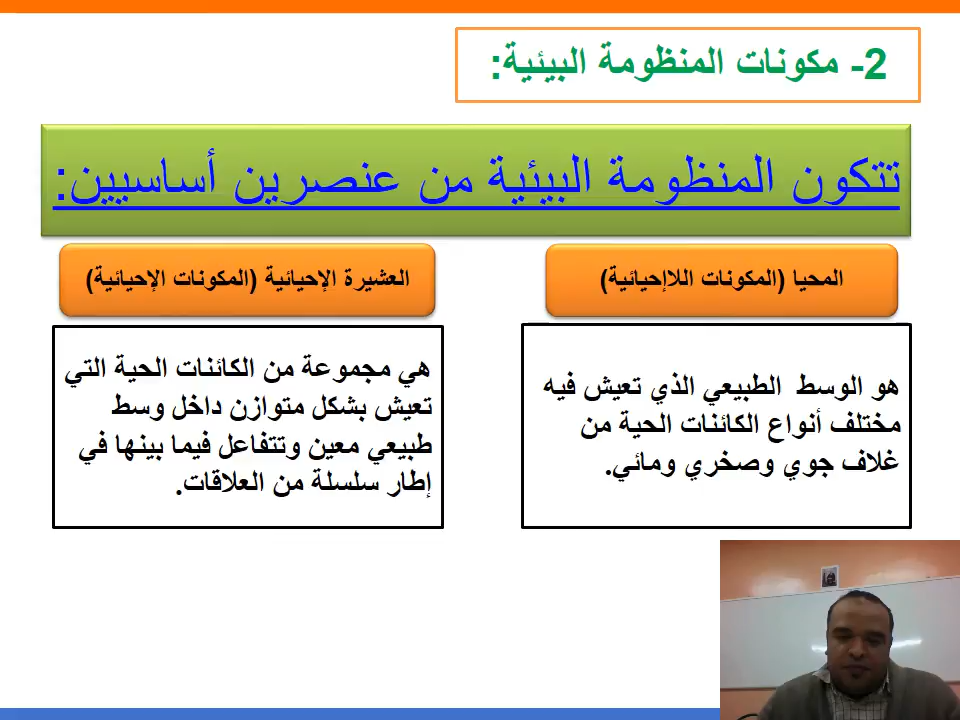 2- مكونات المنظومة البيئية:
تتكون المنظومة البيئية من عنصرين أساسيين:
المحيا (المكونات اللاإحيائية)
هو الوسط الطبيعي الذي تعيش فيه
مختلف أنواع الكائنات الحية من
غلاف جوي وصخري ومائي.
العشيرة الإحيائية (المكونات الإحيائية)
هي مجموعة من الكائنات الحية التي
تعيش بشكل متوازن داخل وسط
طبيعي معين وتتفاعل فيما بينها في
إطار سلسلة من العلاقات.